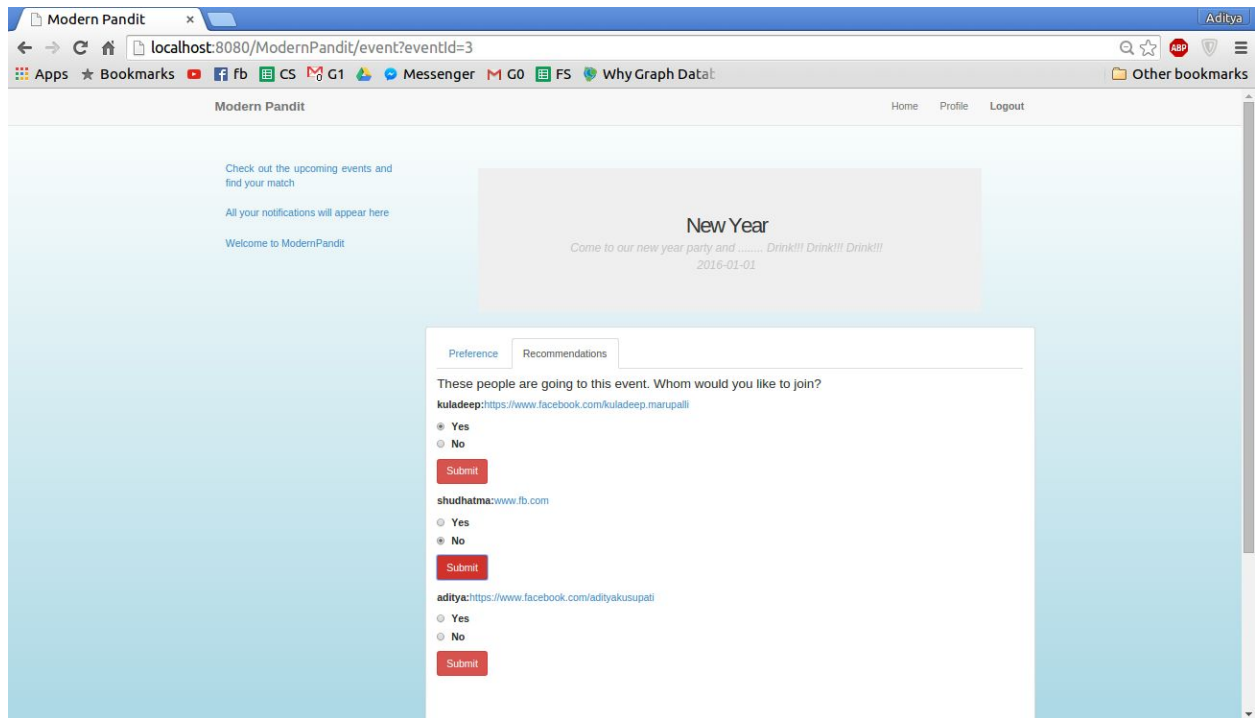 Modern Pandit
Aditya
localhost:8080/ModernPandit/event?eventId=3
ABP
Apps Bookmarks fb CS G1 Messenger G0 FS Why Graph Datab
Other bookmarks
Modern Pandit
Home Profile Logout
Check out the upcoming events and
find your match
All your notifications will appear here
Welcome to ModernPandit
New Year
Come to our new year party and ........ Drink!!! Drink!!! Drink!!!
2016-01-01
Preference Recommendations
These people are going to this event. Whom would you like to join?
kuladeep:https://www.facebook.com/kuladeep.marupalli
Yes
No
Submit
shudhatma:www.fb.com
Yes
No
Submit
aditya:https://www.facebook.com/adityakusupati
Yes
No
Submit